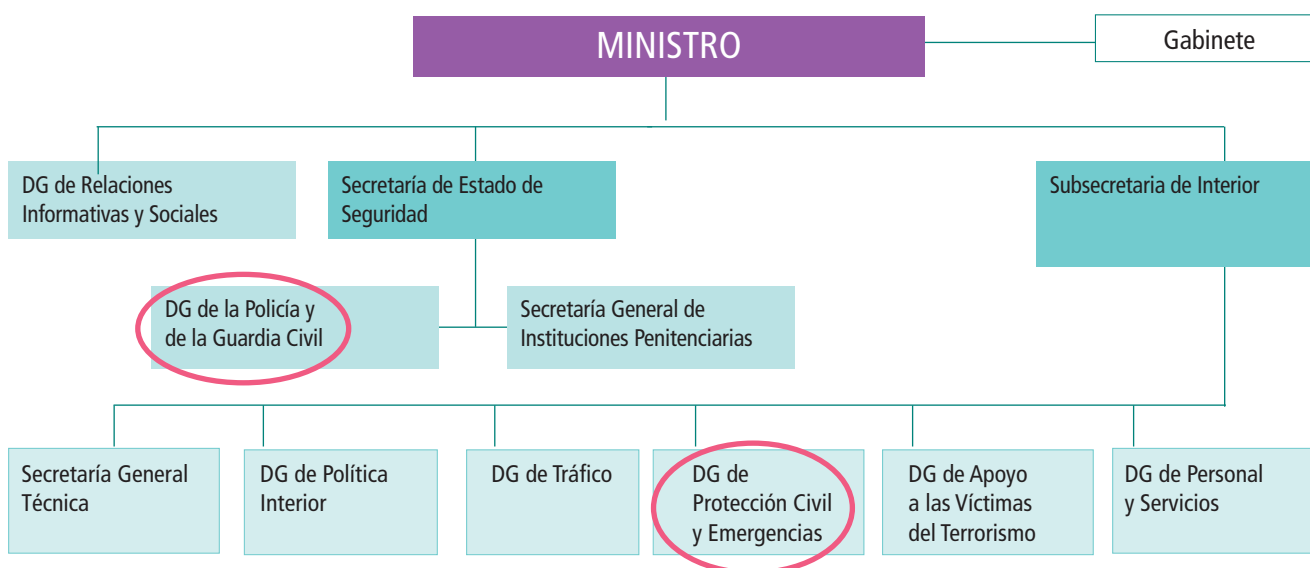 MINISTRO
Gabinete
DG de Relaciones
Informativas y Sociales
Secretaría de Estado de
Seguridad
Subsecretaria de Interior
DG de la Policía y
de la Guardia Civil
Secretaría General de
Instituciones Penitenciarias
Secretaría General
Técnica
DG de Política
Interior
DG de Tráfico
DG de
Protección Civil
y Emergencias
DG de Apoyo
a las Víctimas
del Terrorismo
DG de Personal
y Servicios